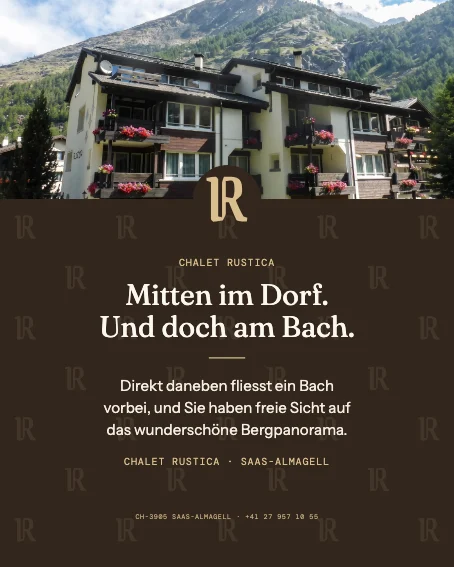 R
CHALET RUSTICA
Mitten im Dorf.
Und doch am Bach.
Direkt daneben fliesst ein Bach
vorbei, und Sie haben freie Sicht auf
das wunderschöne Bergpanorama.
CHALET RUSTICA · SAAS-ALMAGELL
CH-3905 SAAS-ALMAGELL · +41 27 957 10 55